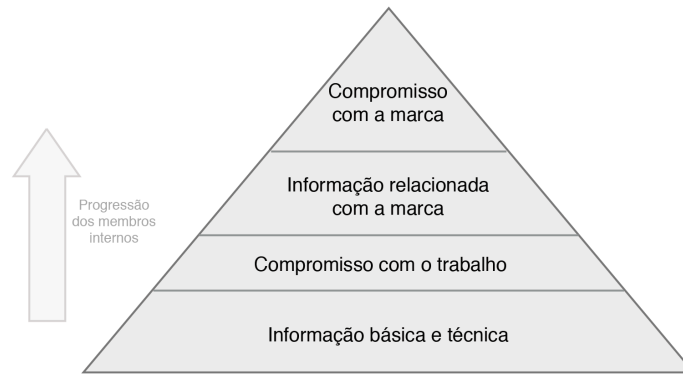 Compromisso
com a marca
Informação relacionada
com a marca
Progressão
dos membros
internos
Compromisso com o trabalho
Informação básica e técnica